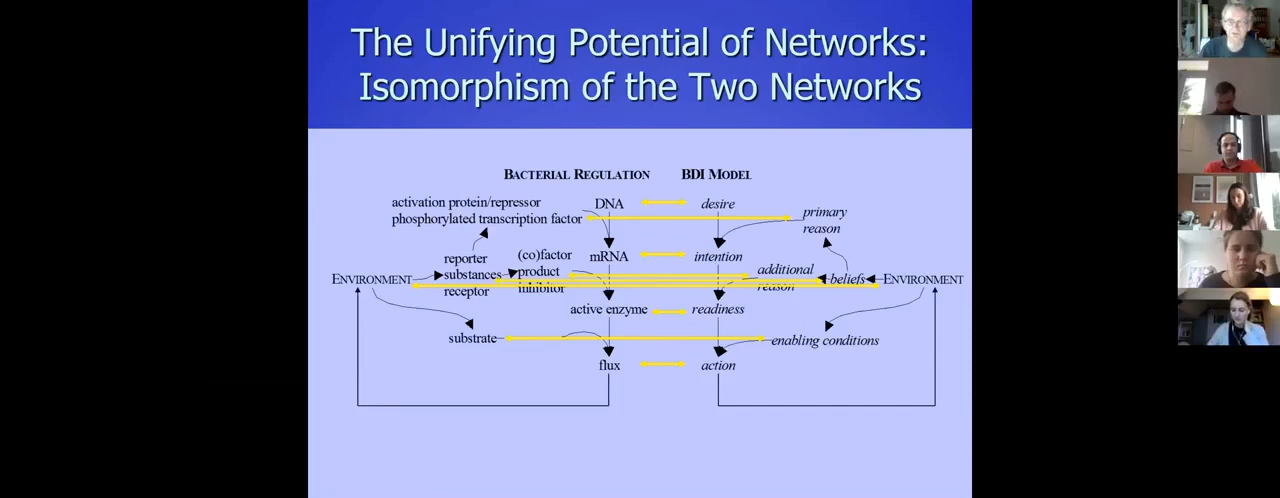 The Unifying Potential of Networks:
Isomorphism of the Two Networks
BACTERIAL REGULATION BDI MODEL
activation protein/repressor
phosphorylated transcription factor
DNA
desire
primary
reason
reporter
substances
receptor
(co)factor
product
inhibitor
mRNA
intention
additional
reason
beliefs
ENVIRONMENT
ENVIRONMENT
active enzyme
readiness
substrate
enabling conditions
flux
action